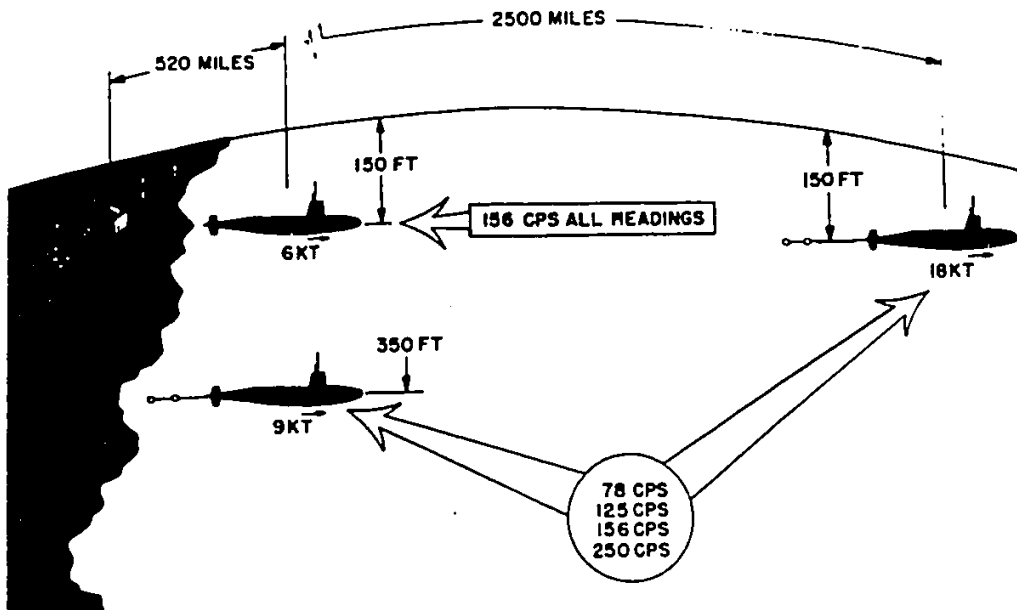 2500 MILES
520 MILES
150 FT
150 FT
156 CPS ALL HEADINGS
6KT
18KT
350 FT
9KT
78 CPS
125 CPS
156 CPS
250 CPS